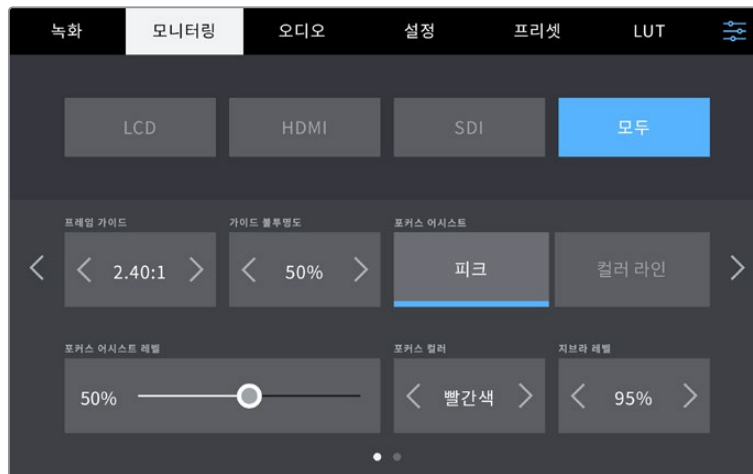 녹화 모니터링 오디오 설정 프리셋 LUT
LCD HDMI SDI 모두
프레임 가이드 가이드 불투명도 포커스 어시스트
2.40:1 50% 피크 컬러 라인
포커스 어시스트 레벨 포커스 컬러 지브라 레벨
50% 빨간색 95%